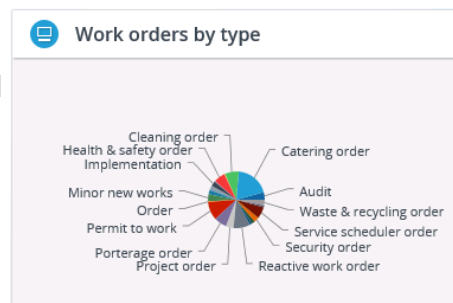 Work orders by type
Cleaning order
Health & safety order
Catering order
Implementation
Minor new works
Audit
Order
Waste & recycling order
Permit to work
Service scheduler order
Security order
Porterage order
Project order
Reactive work order